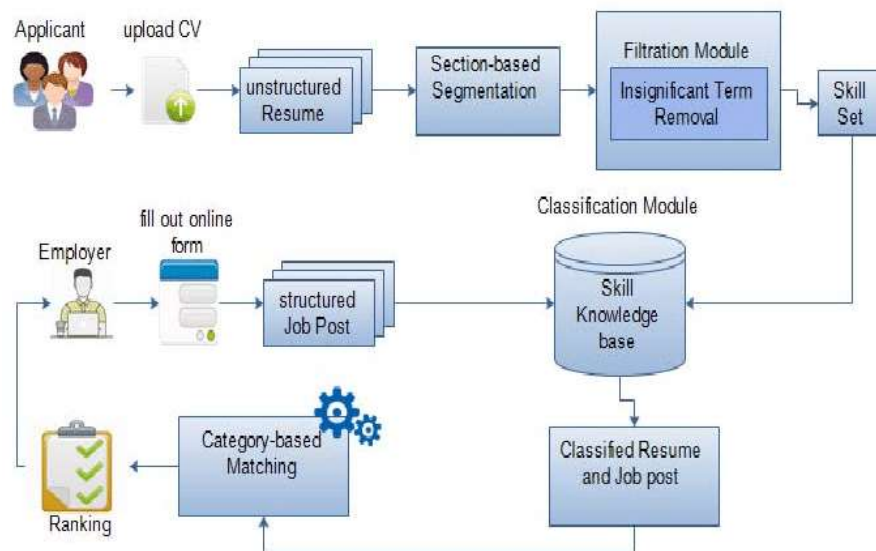 Applicant
upload CV
unstructured
Resume
Section-based
Segmentation
Filtration Module
Insignificant Term
Removal
Skill
Set
Classification Module
fill out online
form
Employer
structured
Job Post
Skill
Knowledge
base
Category-based
Matching
Classified Resume
and Job post
Ranking